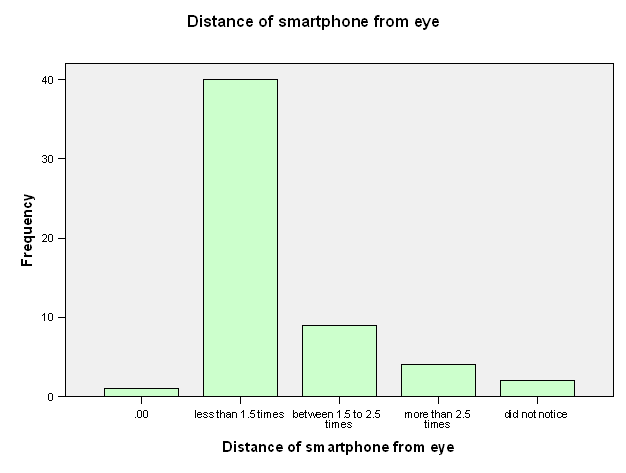 Distance of smartphone from eye
Frequency
40
30
20
10
0
.00
less than 1.5 times
between 1.5 to 2.5
times
more than 2.5
times
did not notice
Distance of smartphone from eye